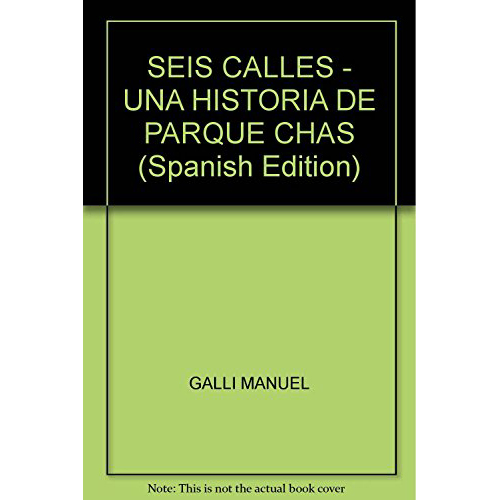 SEIS CALLES -
UNA HISTORIA DE
PARQUE CHAS
(Spanish Edition)
GALLI MANUEL
Note: This is not the actual book cover